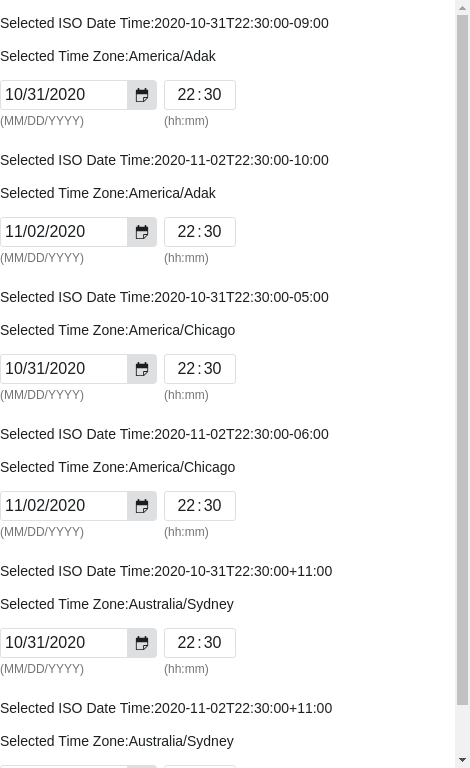 Selected ISO Date Time:2020-10-31T22:30:00-09:00
Selected Time Zone:America/Adak
10/31/2020 22:30
(MM/DD/YYYY) (hh:mm)
Selected ISO Date Time:2020-11-02T22:30:00-10:00
Selected Time Zone:America/Adak
11/02/2020 22:30
(MM/DD/YYYY) (hh:mm)
Selected ISO Date Time:2020-10-31T22:30:00-05:00
Selected Time Zone:America/Chicago
10/31/2020 22:30
(MM/DD/YYYY) (hh:mm)
Selected ISO Date Time:2020-11-02T22:30:00-06:00
Selected Time Zone:America/Chicago
11/02/2020 22:30
(MM/DD/YYYY) (hh:mm)
Selected ISO Date Time:2020-10-31T22:30:00+11:00
Selected Time Zone:Australia/Sydney
10/31/2020 22:30
(MM/DD/YYYY) (hh:mm)
Selected ISO Date Time:2020-11-02T22:30:00+11:00
Selected Time Zone:Australia/Sydney